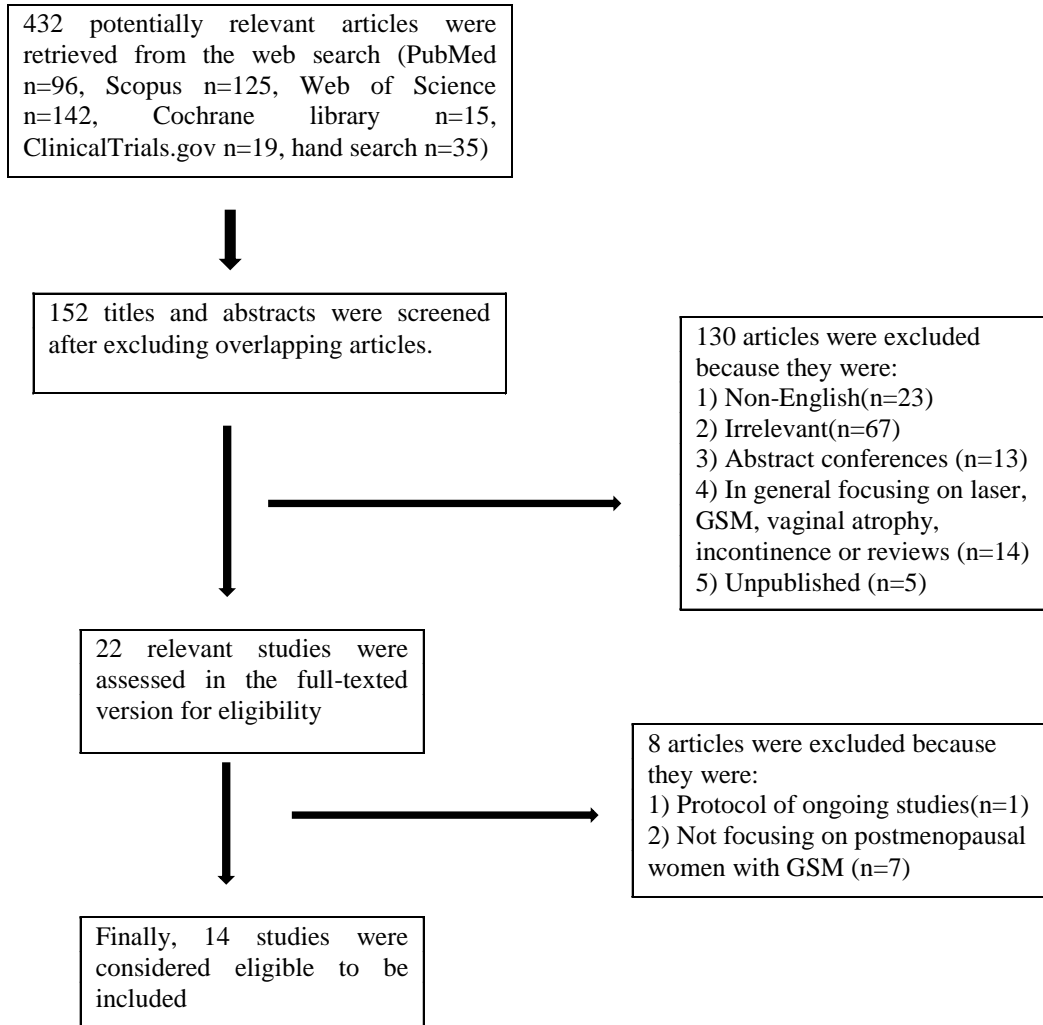 432 potentially relevant articles were
retrieved from the web search (PubMed
n=96, Scopus n=125, Web of Science
n=142, Cochrane library n=15,
ClinicalTrials.gov n=19, hand search n=35)
152 titles and abstracts were screened
after excluding overlapping articles.
130 articles were excluded
because they were:
1) Non-English(n=23)
2) Irrelevant(n=67)
3) Abstract conferences (n=13)
4) In general focusing on laser,
GSM, vaginal atrophy,
incontinence or reviews (n=14)
5) Unpublished (n=5)
22 relevant studies were
assessed in the full-texted
version for eligibility
8 articles were excluded because
they were:
1) Protocol of ongoing studies(n=1)
2) Not focusing on postmenopausal
women with GSM (n=7)
Finally, 14 studies were
considered eligible to be
included